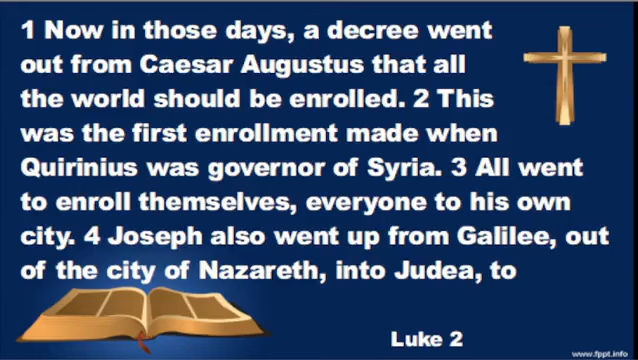 1 Now in those days, a decree went
out from Caesar Augustus that all
the world should be enrolled. 2 This
was the first enrollment made when
Quirinius was governor of Syria. 3 All went
to enroll themselves, everyone to his own
city. 4 Joseph also went up from Galilee, out
of the city of Nazareth, into Judea, to
Luke 2
www.fppt.info